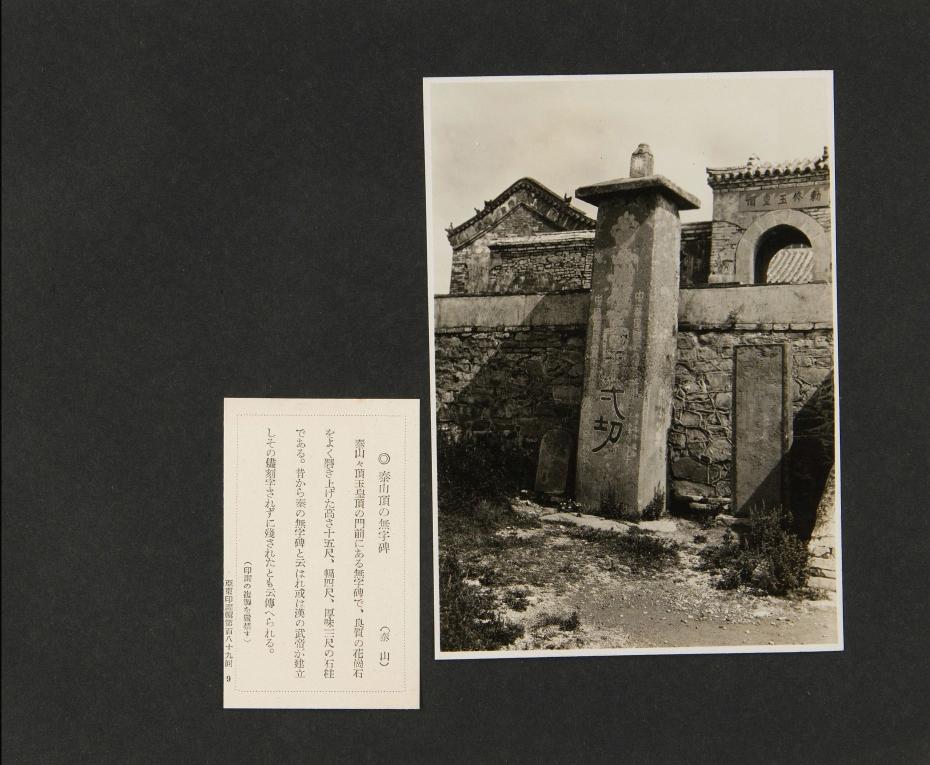 ◎ 泰山頂の無字碑 （泰山）
泰山々頂玉皇頂の門前にある無字碑で、良質の花崗石
をよく磨き上げた高さ十五尺、幅四尺、厚味三尺の石柱
である。昔から秦の無字碑と云はれ或は漢の武帝が建立
しその儘刻字されずに殘されたとも云傳へられる。
（印畫の複製を嚴禁す）
亞東印畫輯第百八十九回 9
勅修玉皇頂